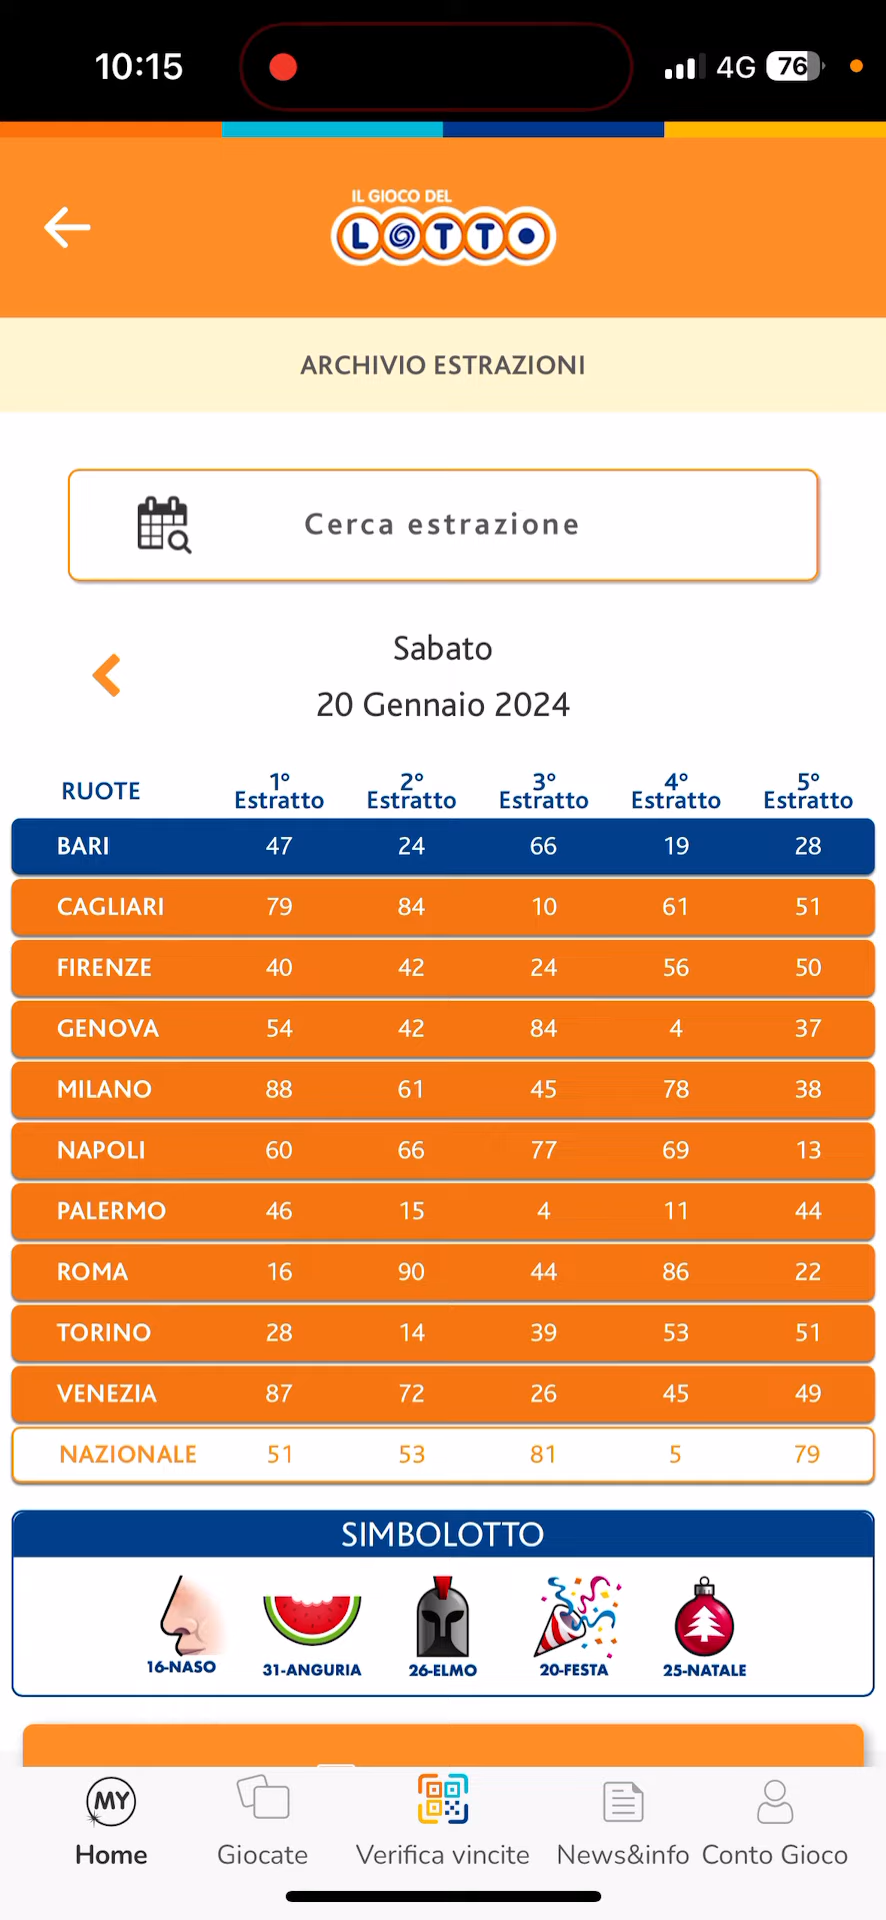 10:15
4G 76
IL GIOCO DEL
LOTTO
ARCHIVIO ESTRAZIONI
Cerca estrazione
Sabato
20 Gennaio 2024
RUOTE 1° Estratto 2° Estratto 3° Estratto 4° Estratto 5° Estratto
BARI 47 24 66 19 28
CAGLIARI 79 84 10 61 51
FIRENZE 40 42 24 56 50
GENOVA 54 42 84 4 37
MILANO 88 61 45 78 38
NAPOLI 60 66 77 69 13
PALERMO 46 15 4 11 44
ROMA 16 90 44 86 22
TORINO 28 14 39 53 51
VENEZIA 87 72 26 45 49
NAZIONALE 51 53 81 5 79
SIMBOLOTTO
16-NASO 31-ANGURIA 26-ELMO 20-FESTA 25-NATALE
MY
Home Giocate Verifica vincite News&info Conto Gioco